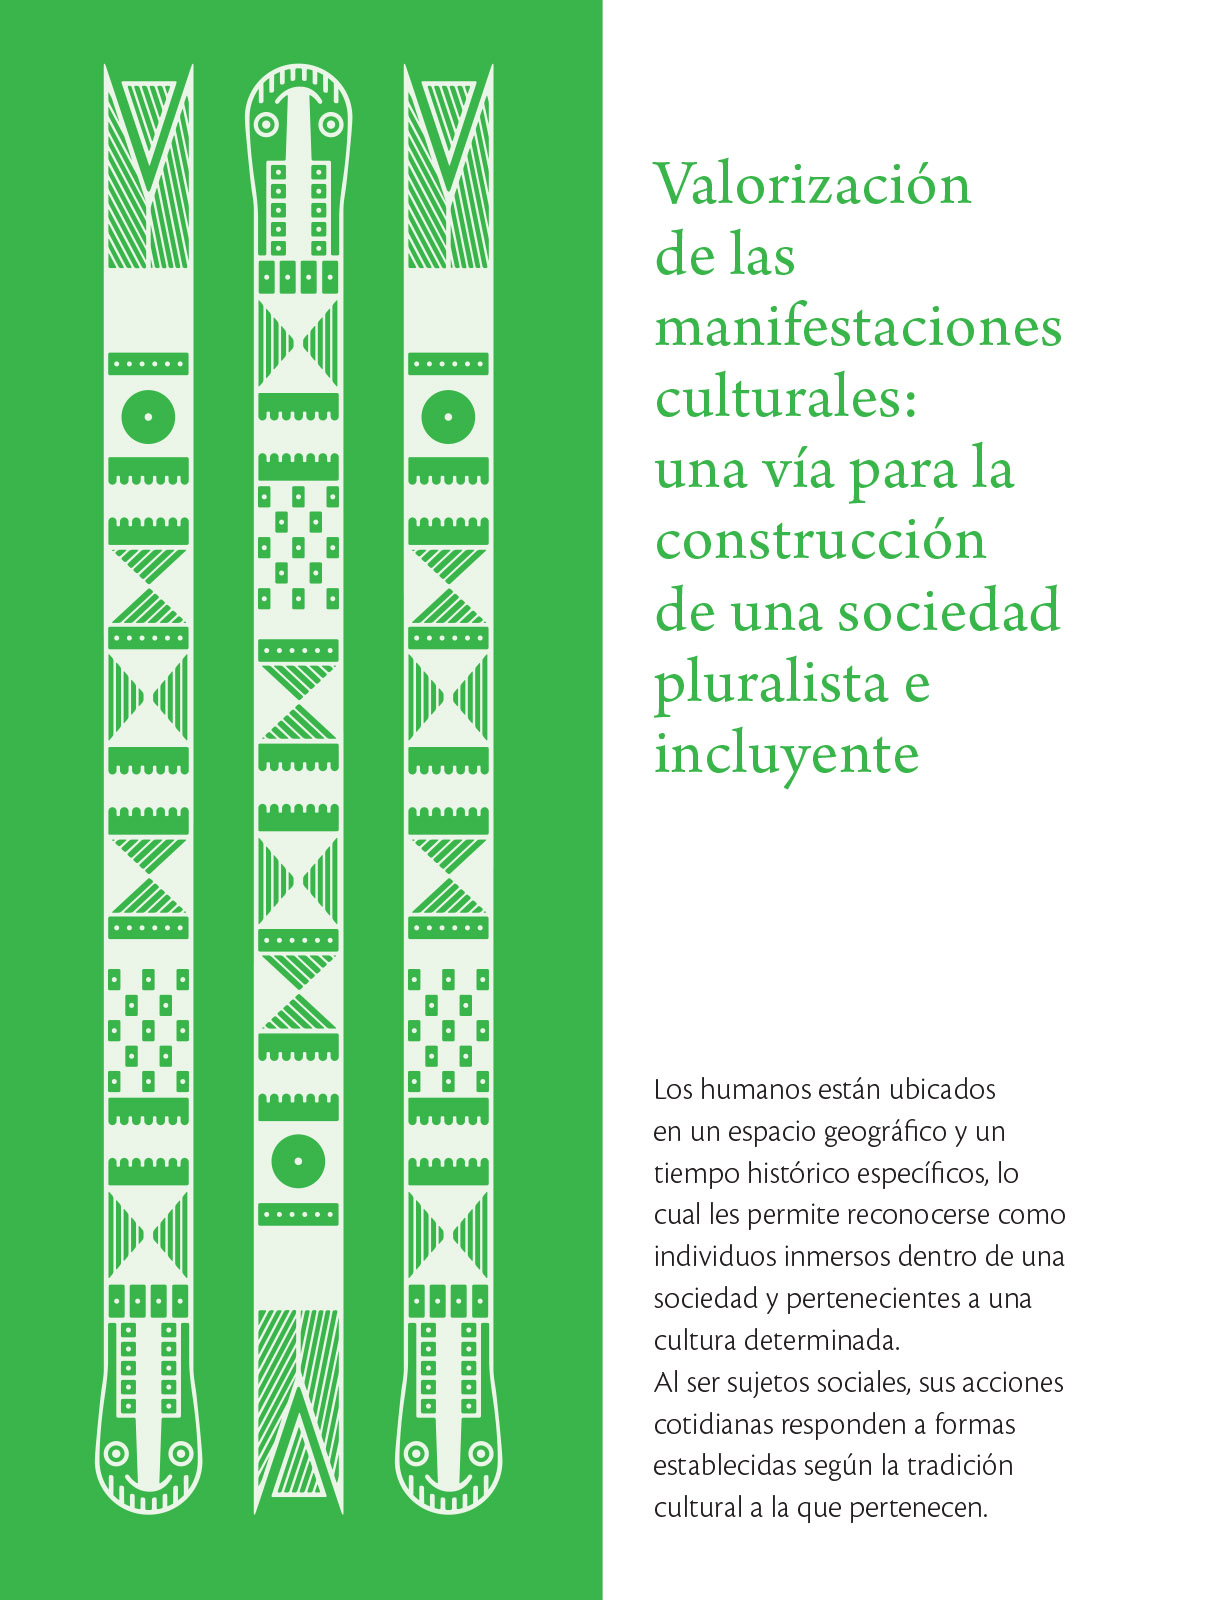 Valorización
de las
manifestaciones
culturales:
una vía para la
construcción
de una sociedad
pluralista e
incluyente
Los humanos están ubicados
en un espacio geográfico y un
tiempo histórico específicos, lo
cual les permite reconocerse como
individuos inmersos dentro de una
sociedad y pertenecientes a una
cultura determinada.
Al ser sujetos sociales, sus acciones
cotidianas responden a formas
establecidas según la tradición
cultural a la que pertenecen.